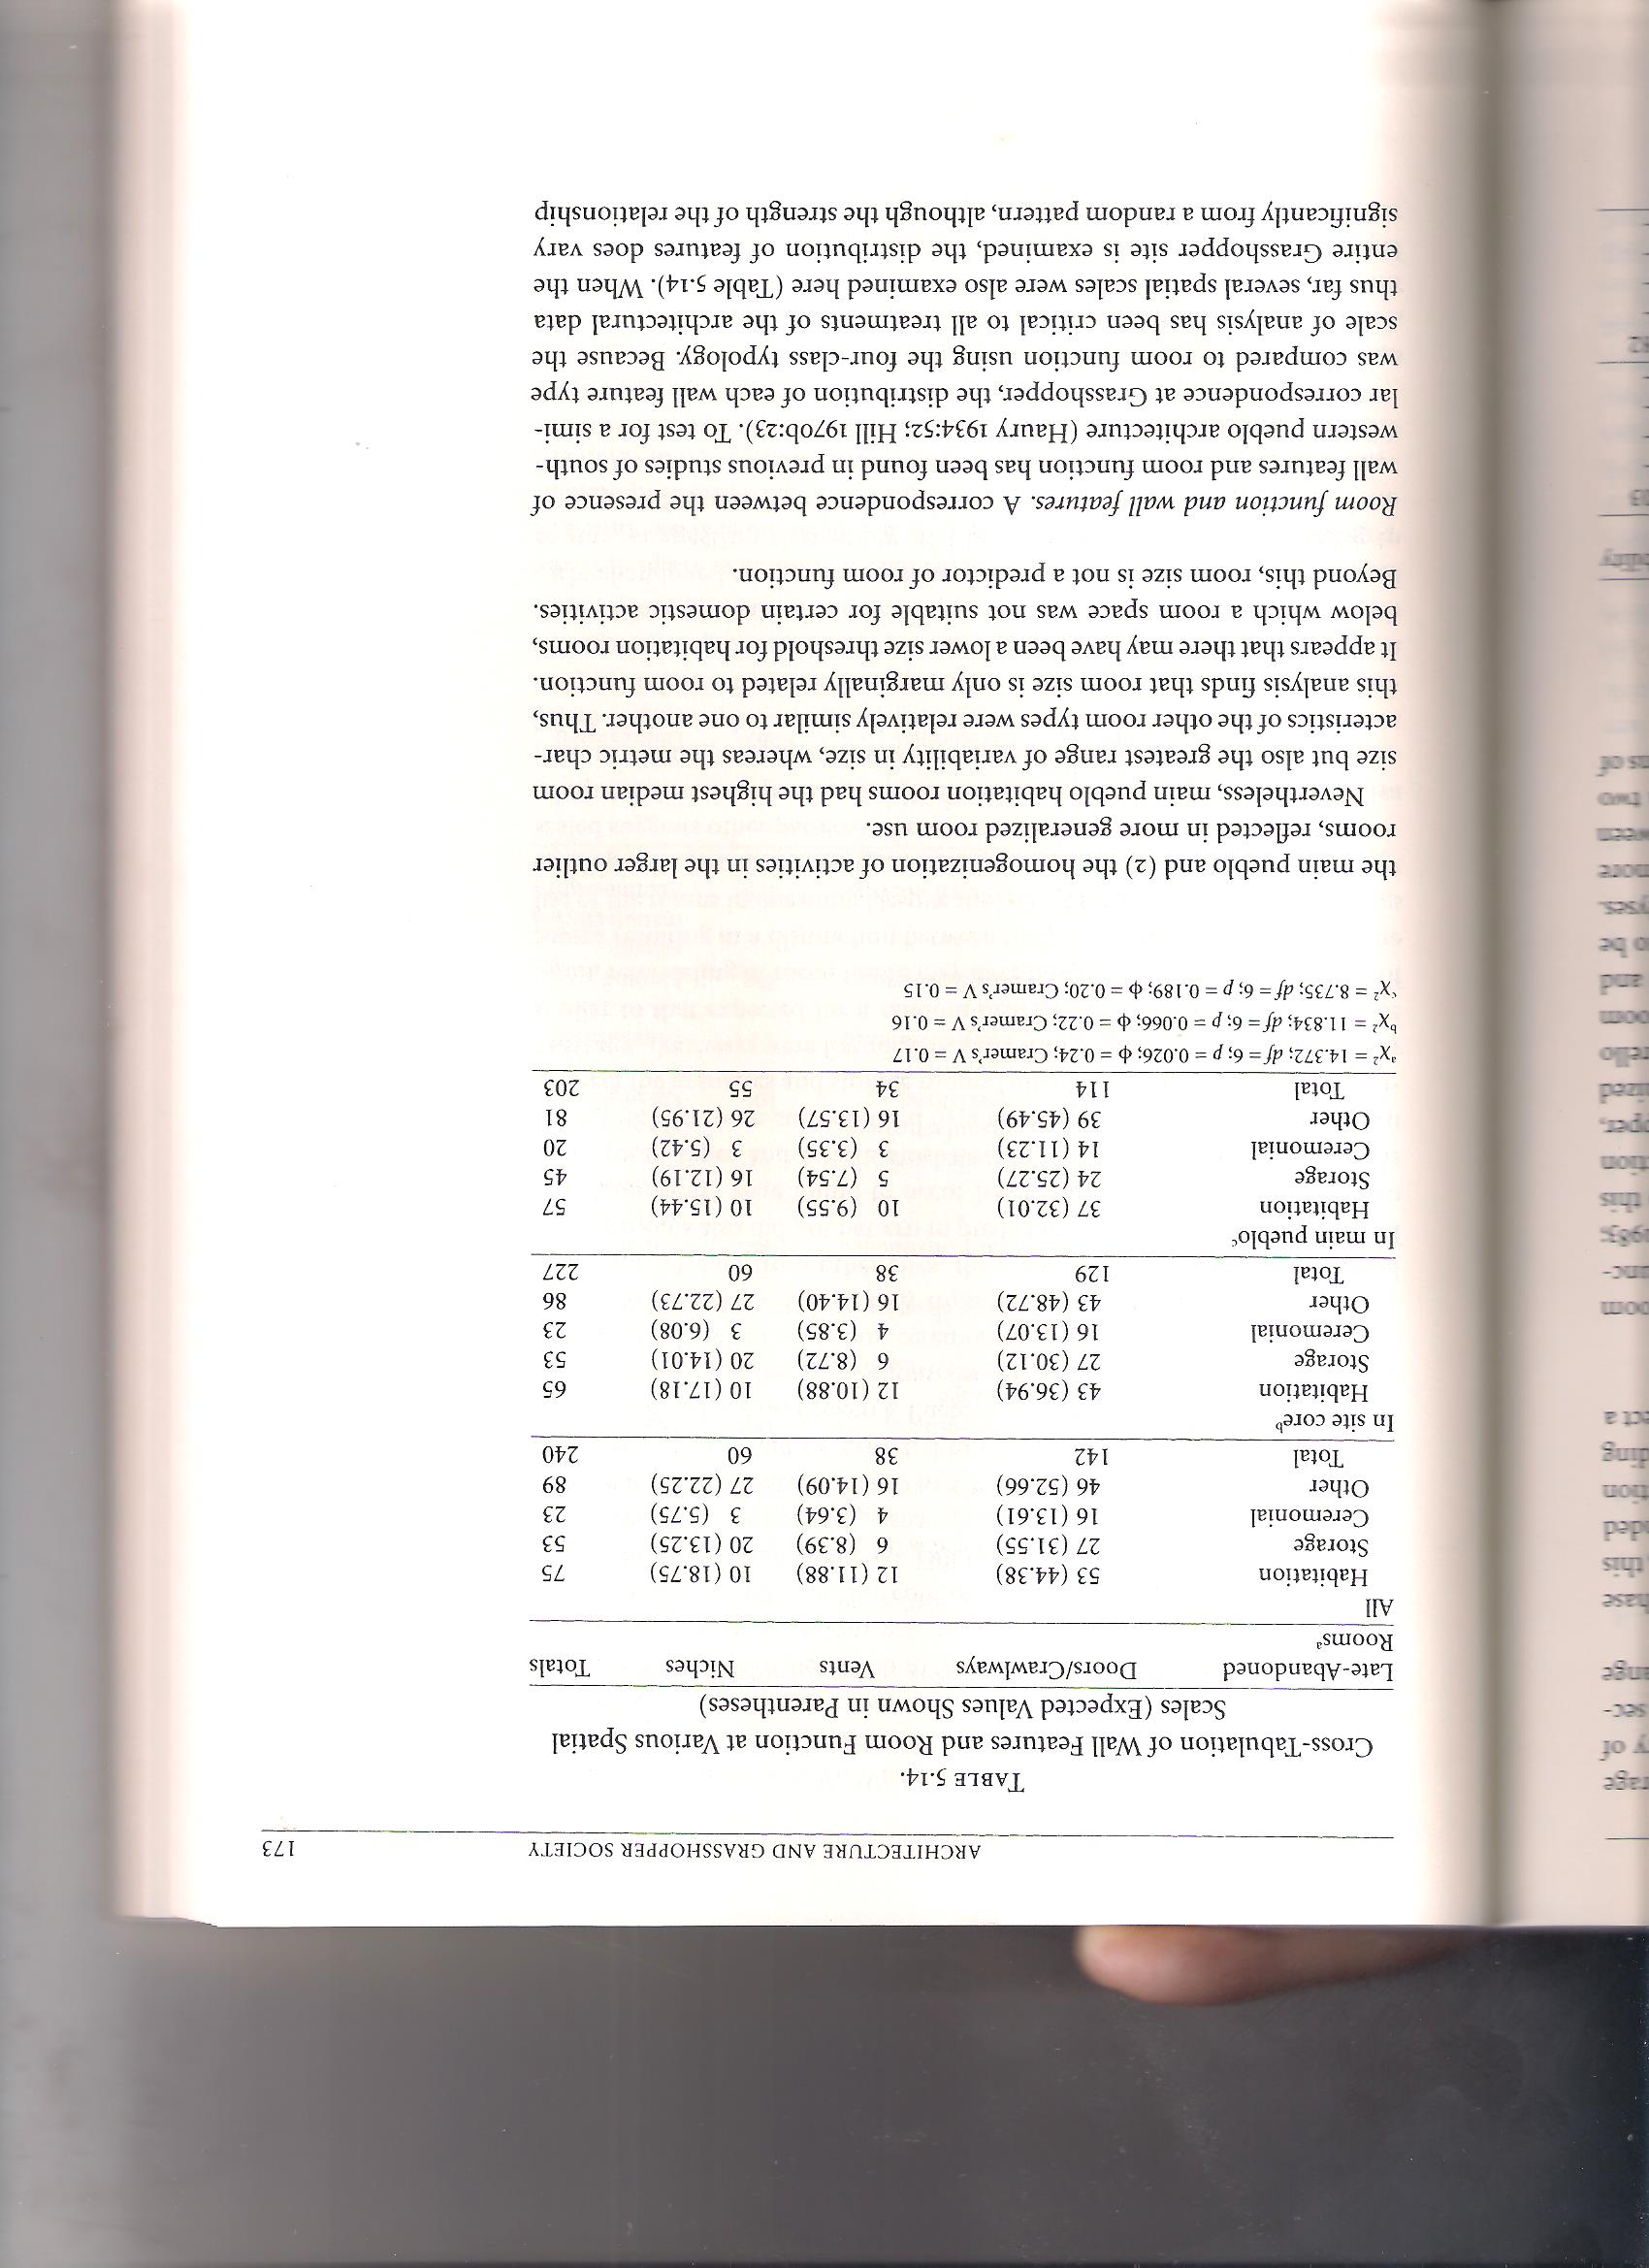 ARCHITECTURE AND GRASSHOPPER SOCIETY 173
TABLE 5.14.
Cross-Tabulation of Wall Features and Room Function at Various Spatial
Scales (Expected Values Shown in Parentheses)
Late-Abandoned Doors/Crawlways Vents Niches Totals
Roomsᵃ
All
Habitation 53 (44.38) 12 (11.88) 10 (18.75) 75
Storage 27 (31.55) 6 (8.39) 20 (13.25) 53
Ceremonial 16 (13.61) 4 (3.64) 3 (5.75) 23
Other 46 (52.66) 16 (14.09) 27 (22.25) 89
Total 142 38 60 240
In site coreᵇ
Habitation 43 (36.94) 12 (10.88) 10 (17.18) 65
Storage 27 (30.12) 6 (8.72) 20 (14.01) 53
Ceremonial 16 (13.07) 4 (3.85) 3 (6.08) 23
Other 43 (48.72) 16 (14.40) 27 (22.73) 86
Total 129 38 60 227
In main puebloᶜ
Habitation 37 (32.01) 10 (9.55) 10 (15.44) 57
Storage 24 (25.27) 5 (7.54) 16 (12.19) 45
Ceremonial 14 (11.23) 3 (3.35) 3 (5.42) 20
Other 39 (45.49) 16 (13.57) 26 (21.95) 81
Total 114 34 55 203
ᵃχ² = 14.372; df = 6; p = 0.026; ϕ = 0.24; Cramer's V = 0.17
ᵇχ² = 11.834; df = 6; p = 0.066; ϕ = 0.22; Cramer's V = 0.16
ᶜχ² = 8.735; df = 6; p = 0.189; ϕ = 0.20; Cramer's V = 0.15
the main pueblo and (2) the homogenization of activities in the larger outlier
rooms, reflected in more generalized room use.
Nevertheless, main pueblo habitation rooms had the highest median room
size but also the greatest range of variability in size, whereas the metric char-
acteristics of the other room types were relatively similar to one another. Thus,
this analysis finds that room size is only marginally related to room function.
It appears that there may have been a lower size threshold for habitation rooms,
below which a room space was not suitable for certain domestic activities.
Beyond this, room size is not a predictor of room function.
Room function and wall features. A correspondence between the presence of
wall features and room function has been found in previous studies of south-
western pueblo architecture (Haury 1934:52; Hill 1970b:23). To test for a simi-
lar correspondence at Grasshopper, the distribution of each wall feature type
was compared to room function using the four-class typology. Because the
scale of analysis has been critical to all treatments of the architectural data
thus far, several spatial scales were also examined here (Table 5.14). When the
entire Grasshopper site is examined, the distribution of features does vary
significantly from a random pattern, although the strength of the relationship